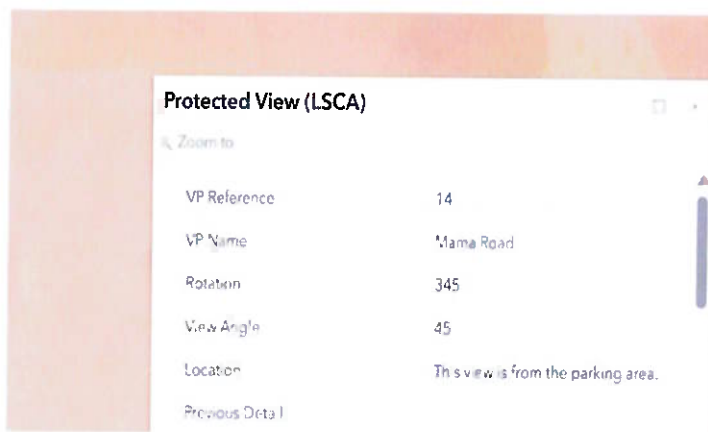 Protected View (LSCA)
Zoom to
VP Reference 14
VP Name Mama Road
Rotation 345
View Angle 45
Location This view is from the parking area.
Previous Detail